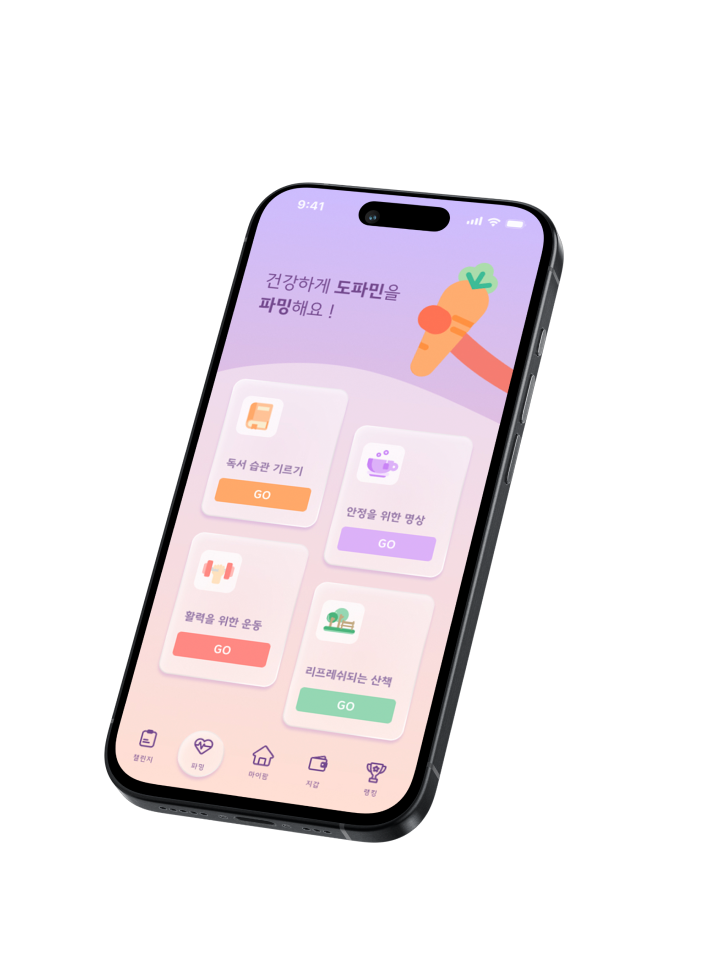 9:41
건강하게 도파민을
파밍해요 !
독서 습관 기르기
GO
안정을 위한 명상
GO
활력을 위한 운동
GO
리프레쉬되는 산책
GO
챌린지
파밍
마이팜
지갑
랭킹